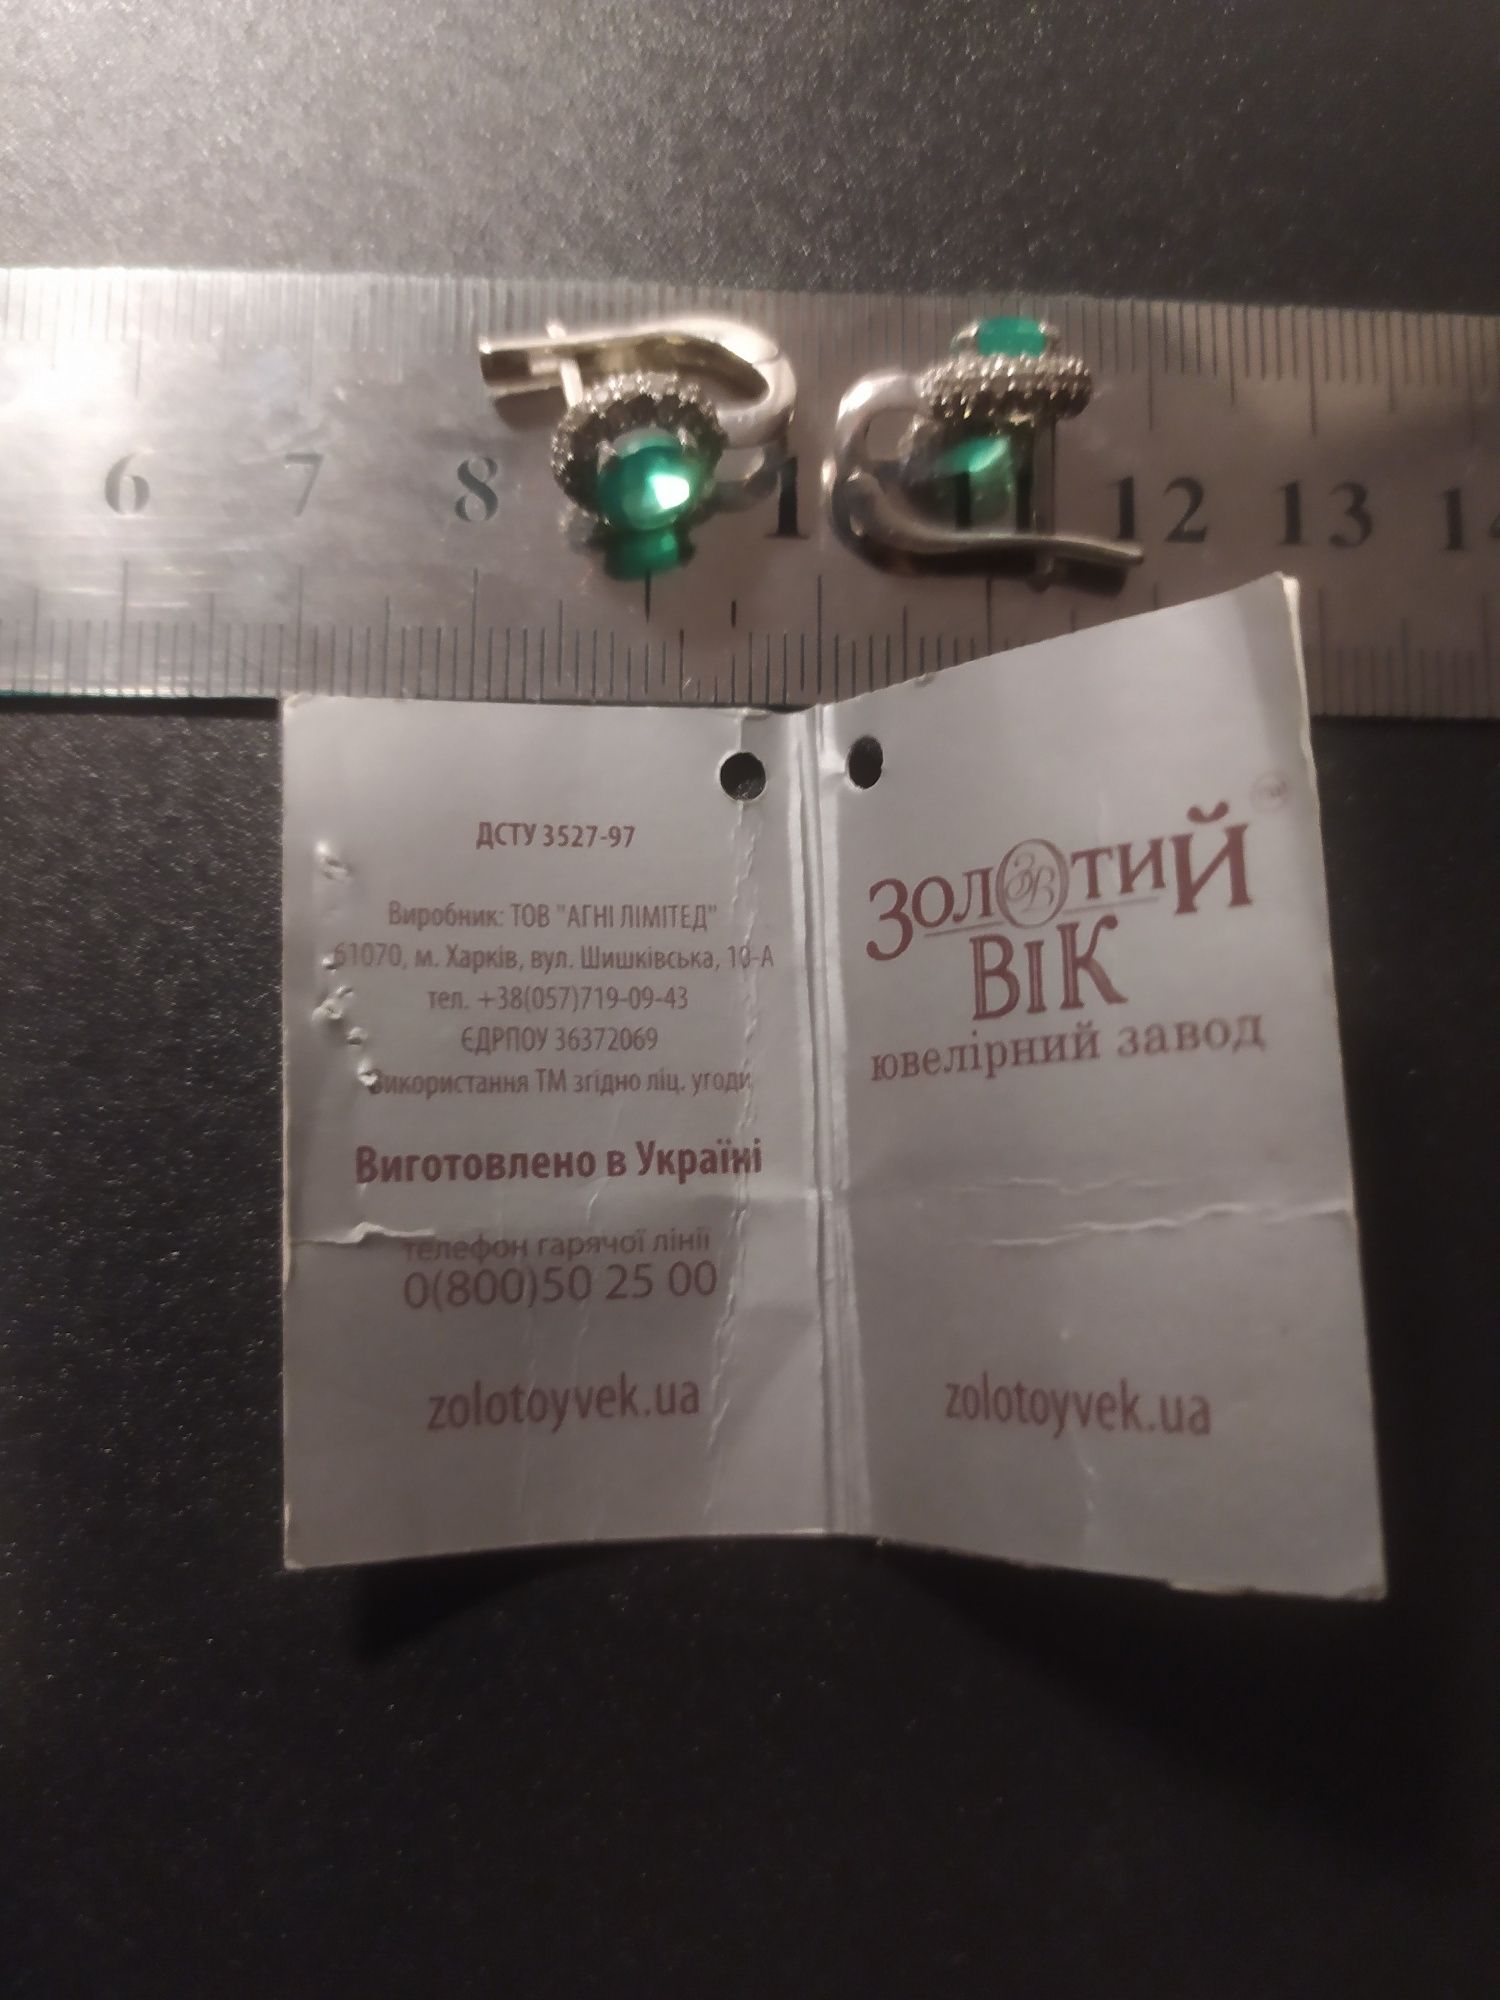 6 7 8 1 12 13 14
ДСТУ 3527-97
Виробник: ТОВ "АГНІ ЛІМІТЕД"
61070, м. Харків, вул. Шишківська, 10-А
тел. +38(057)719-09-43
ЄДРПОУ 36372069
Використання ТМ згідно ліц. угоди
Виготовлено в Україні
телефон гарячої лінії
0(800)50 25 00
zolotoyvek.ua
ЗОЛОТИЙ
ВІК
ювелірний завод
zolotoyvek.ua